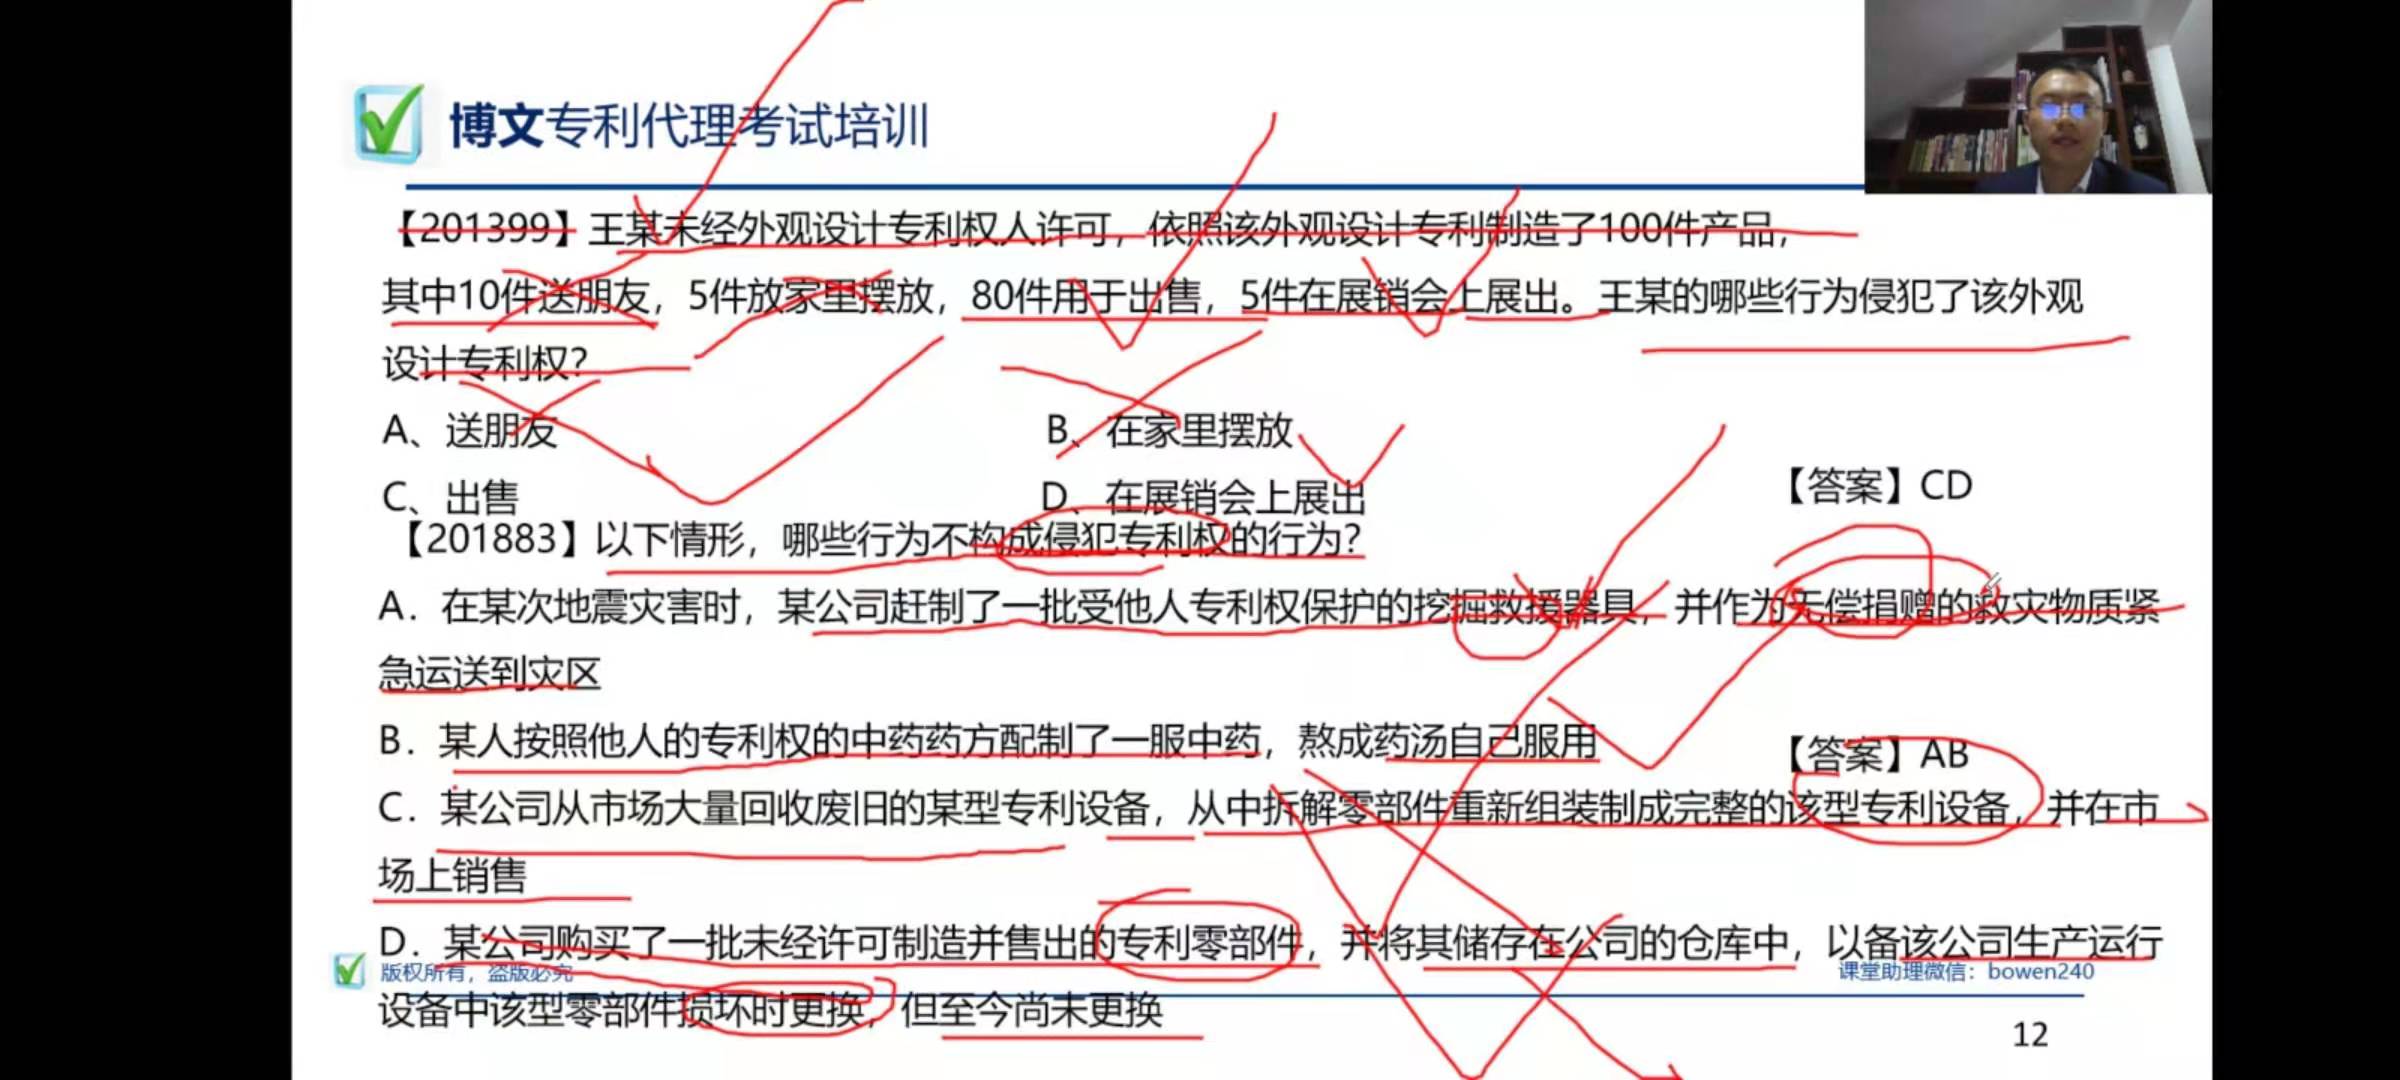 博文专利代理考试培训
【201399】王某未经外观设计专利权人许可，依照该外观设计专利制造了100件产品，
其中10件送朋友，5件放家里摆放，80件用于出售，5件在展销会上展出。王某的哪些行为侵犯了该外观
设计专利权？
A、送朋友 B、在家里摆放
C、出售 D、在展销会上展出 【答案】CD
【201883】以下情形，哪些行为不构成侵犯专利权的行为？
A．在某次地震灾害时，某公司赶制了一批受他人专利权保护的挖掘救援器具，并作为无偿捐赠的救灾物质紧
急运送到灾区
B．某人按照他人的专利权的中药药方配制了一服中药，熬成药汤自己服用 【答案】AB
C．某公司从市场大量回收废旧的某型专利设备，从中拆解零部件重新组装制成完整的该型专利设备，并在市
场上销售
D．某公司购买了一批未经许可制造并售出的专利零部件，并将其储存在公司的仓库中，以备该公司生产运行
版权所有，盗版必究 课堂助理微信：bowen240
设备中该型零部件损坏时更换，但至今尚未更换
12